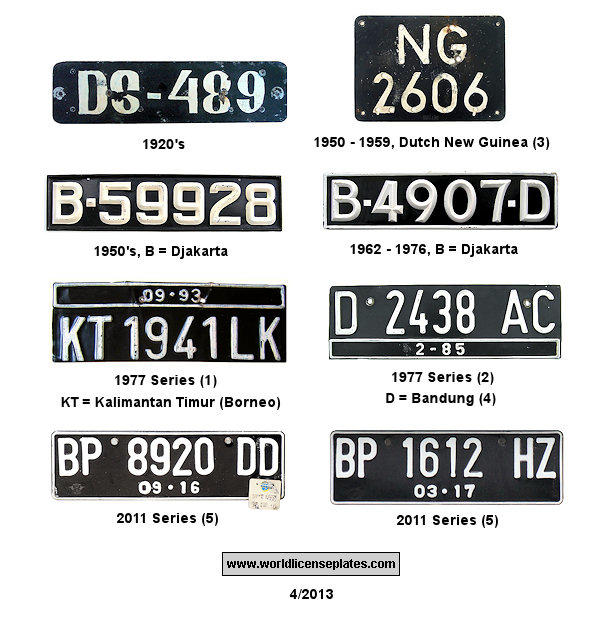 DS-489
NG
2606
1920's
1950 - 1959, Dutch New Guinea (3)
B-59928
B-4907-D
1950's, B = Djakarta
1962 - 1976, B = Djakarta
09·93
KT 1941 LK
D 2438 AC
2-85
1977 Series (1)
KT = Kalimantan Timur (Borneo)
1977 Series (2)
D = Bandung (4)
BP 8920 DD
09·16
BP 1612 HZ
03·17
2011 Series (5)
2011 Series (5)
www.worldlicenseplates.com
4/2013